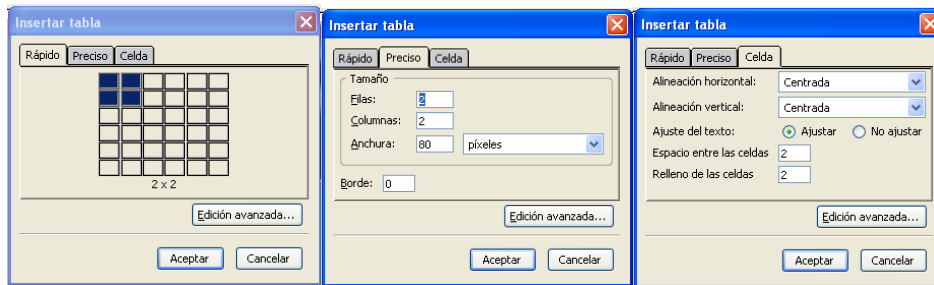 Insertar tabla
Rápido Preciso Celda
2 x 2
Edición avanzada...
Aceptar Cancelar
Insertar tabla
Rápido Preciso Celda
Tamaño
Filas: 2
Columnas: 2
Anchura: 80 píxeles
Borde: 0
Edición avanzada...
Aceptar Cancelar
Insertar tabla
Rápido Preciso Celda
Alineación horizontal: Centrada
Alineación vertical: Centrada
Ajuste del texto: Ajustar No ajustar
Espacio entre las celdas 2
Relleno de las celdas 2
Edición avanzada...
Aceptar Cancelar